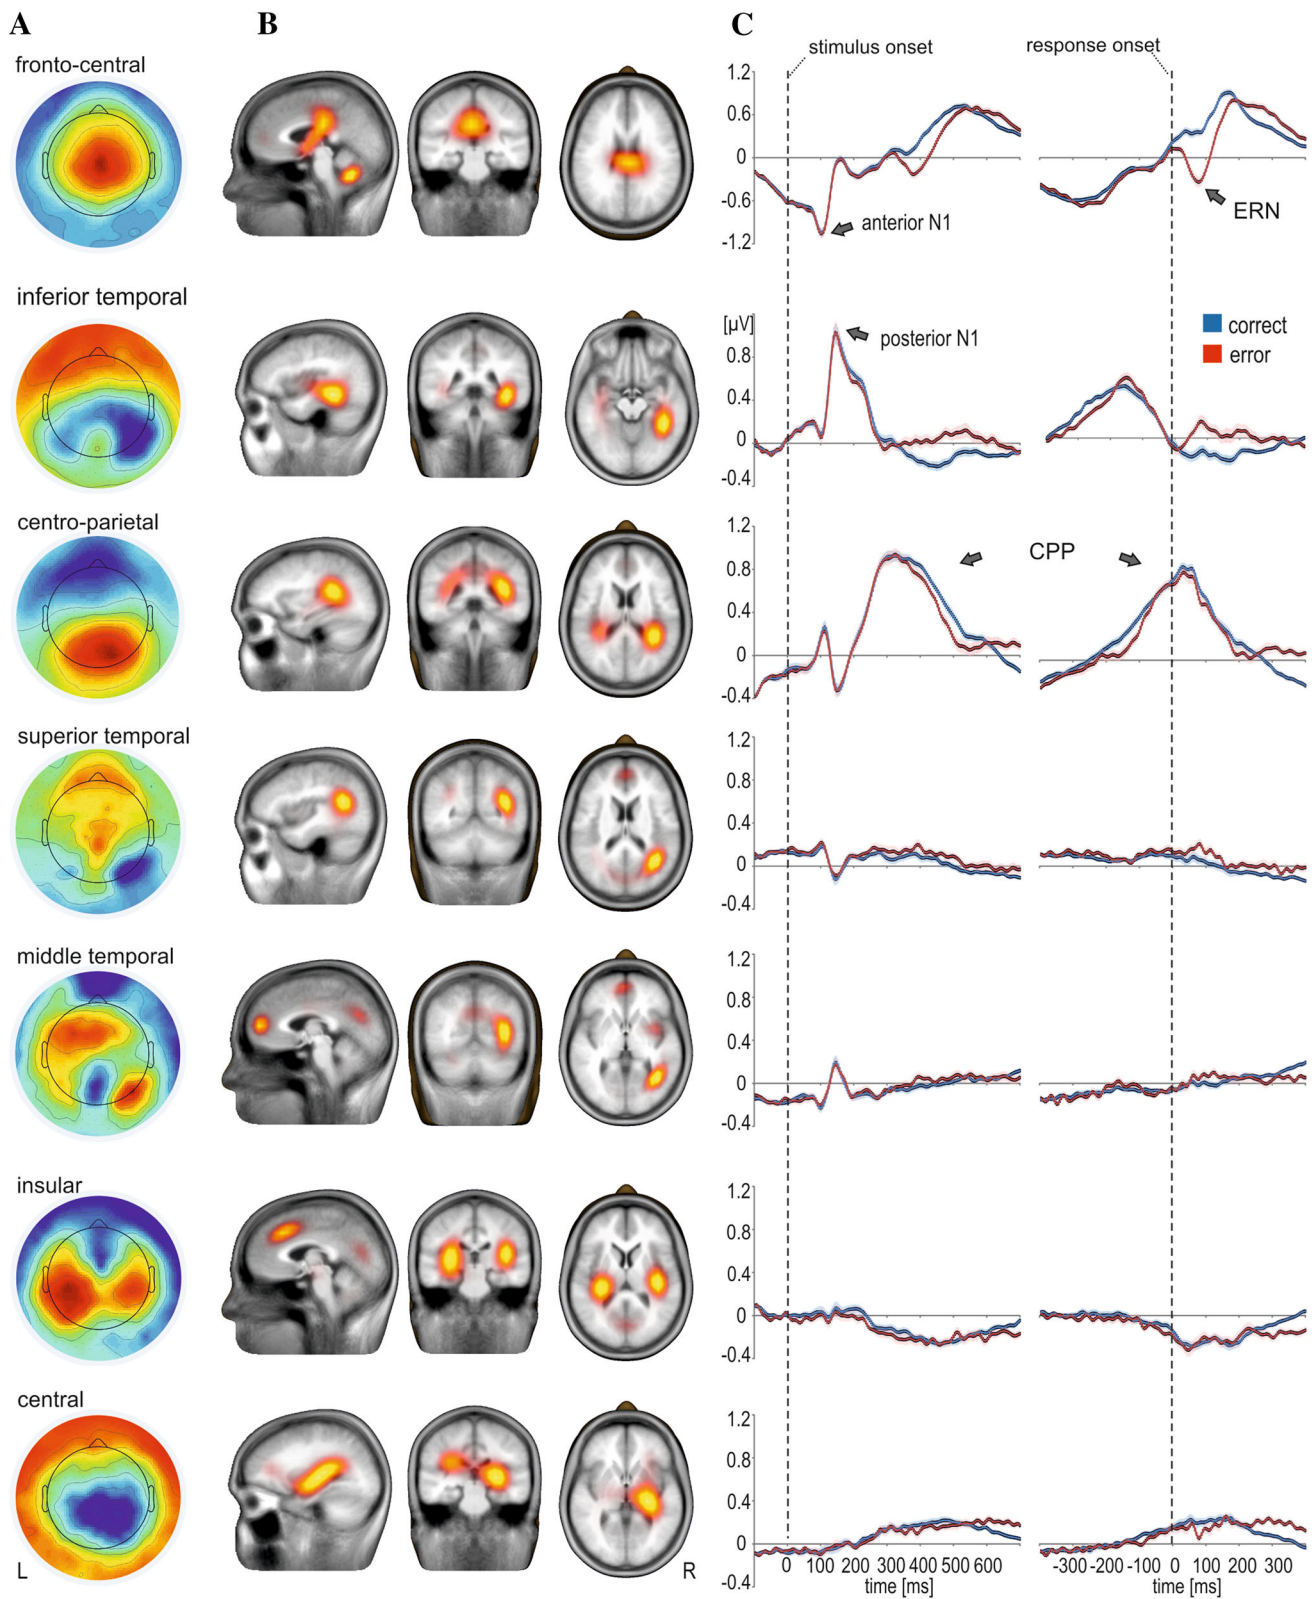 A B C
stimulus onset response onset
fronto-central
1.2
0.6
0
-0.6
-1.2
anterior N1
ERN
inferior temporal
[µV]
0.8
0.4
0
-0.4
posterior N1
correct
error
centro-parietal
1.2
0.8
0.4
0
-0.4
CPP
superior temporal
1.2
0.8
0.4
0
-0.4
middle temporal
1.2
0.8
0.4
0
-0.4
insular
1.2
0.8
0.4
0
-0.4
central
1.2
0.8
0.4
0
-0.4
0 100 200 300 400 500 600
time [ms]
-300 -200 -100 0 100 200 300
time [ms]
L R